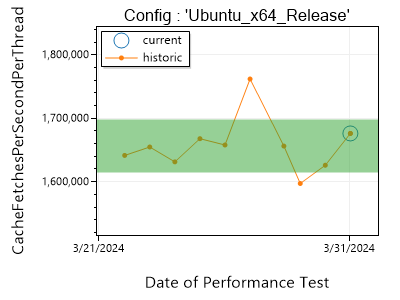 Config : 'Ubuntu_x64_Release'
CacheFetchesPerSecondPerThread
current
historic
1,800,000
1,700,000
1,600,000
3/21/2024
3/31/2024
Date of Performance Test